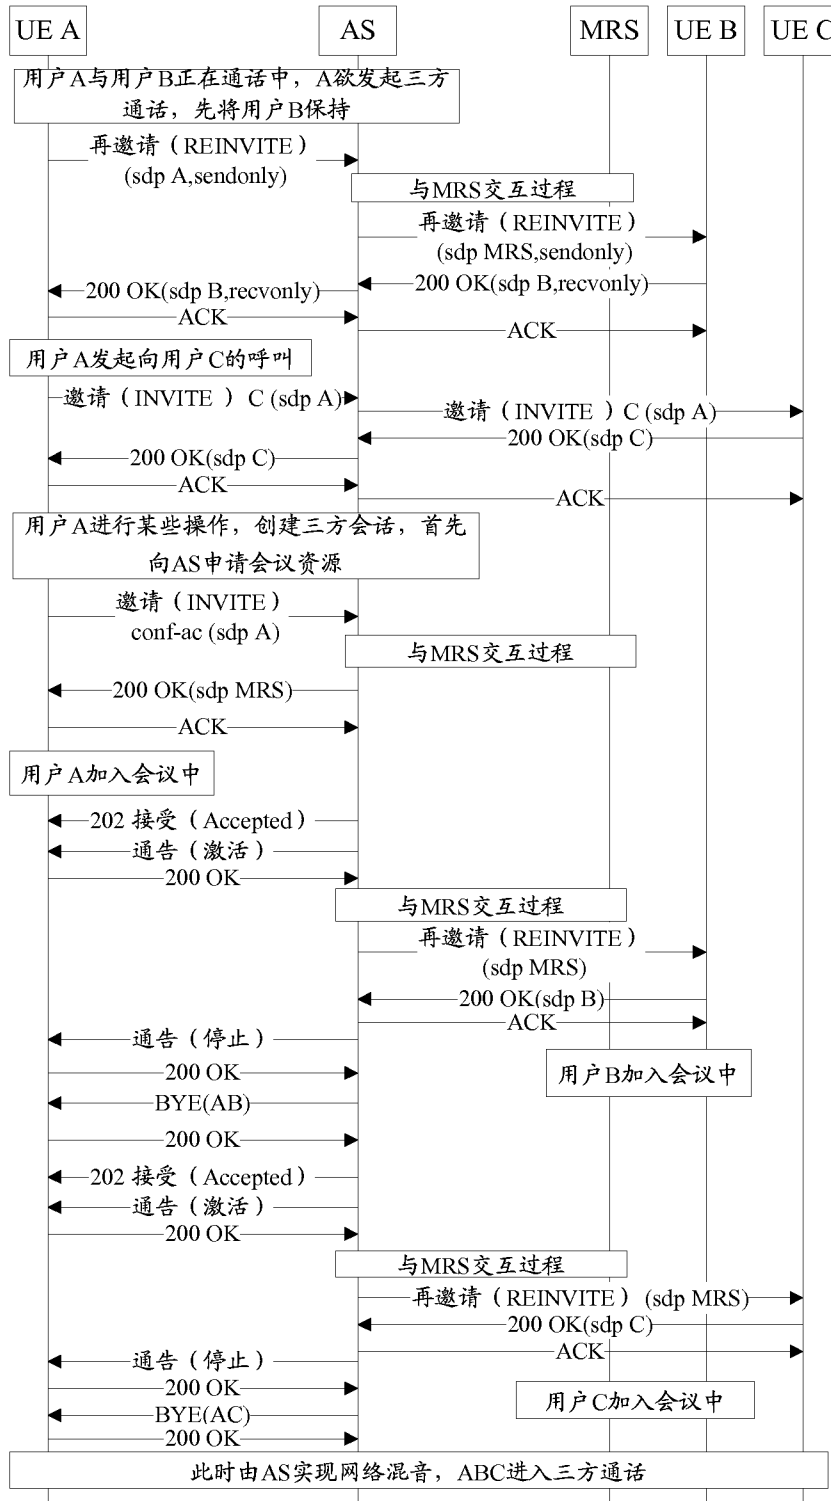 UE A
AS
MRS
UE B
UE C
用户A与用户B正在通话中，A欲发起三方
通话，先将用户B保持
再邀请（REINVITE）
(sdp A,sendonly)
与MRS交互过程
再邀请（REINVITE）
(sdp MRS,sendonly)
200 OK(sdp B,recvonly)
200 OK(sdp B,recvonly)
ACK
ACK
用户A发起向用户C的呼叫
邀请（INVITE ）C (sdp A)
邀请（INVITE ）C (sdp A)
200 OK(sdp C)
200 OK(sdp C)
ACK
ACK
用户A进行某些操作，创建三方会话，首先
向AS申请会议资源
邀请（INVITE）
conf-ac (sdp A)
与MRS交互过程
200 OK(sdp MRS)
ACK
用户A加入会议中
202 接受（Accepted）
通告（激活）
200 OK
与MRS交互过程
再邀请（REINVITE）
(sdp MRS)
200 OK(sdp B)
ACK
通告（停止）
200 OK
用户B加入会议中
BYE(AB)
200 OK
202 接受（Accepted）
通告（激活）
200 OK
与MRS交互过程
再邀请（REINVITE） (sdp MRS)
200 OK(sdp C)
ACK
通告（停止）
200 OK
用户C加入会议中
BYE(AC)
200 OK
此时由AS实现网络混音，ABC进入三方通话